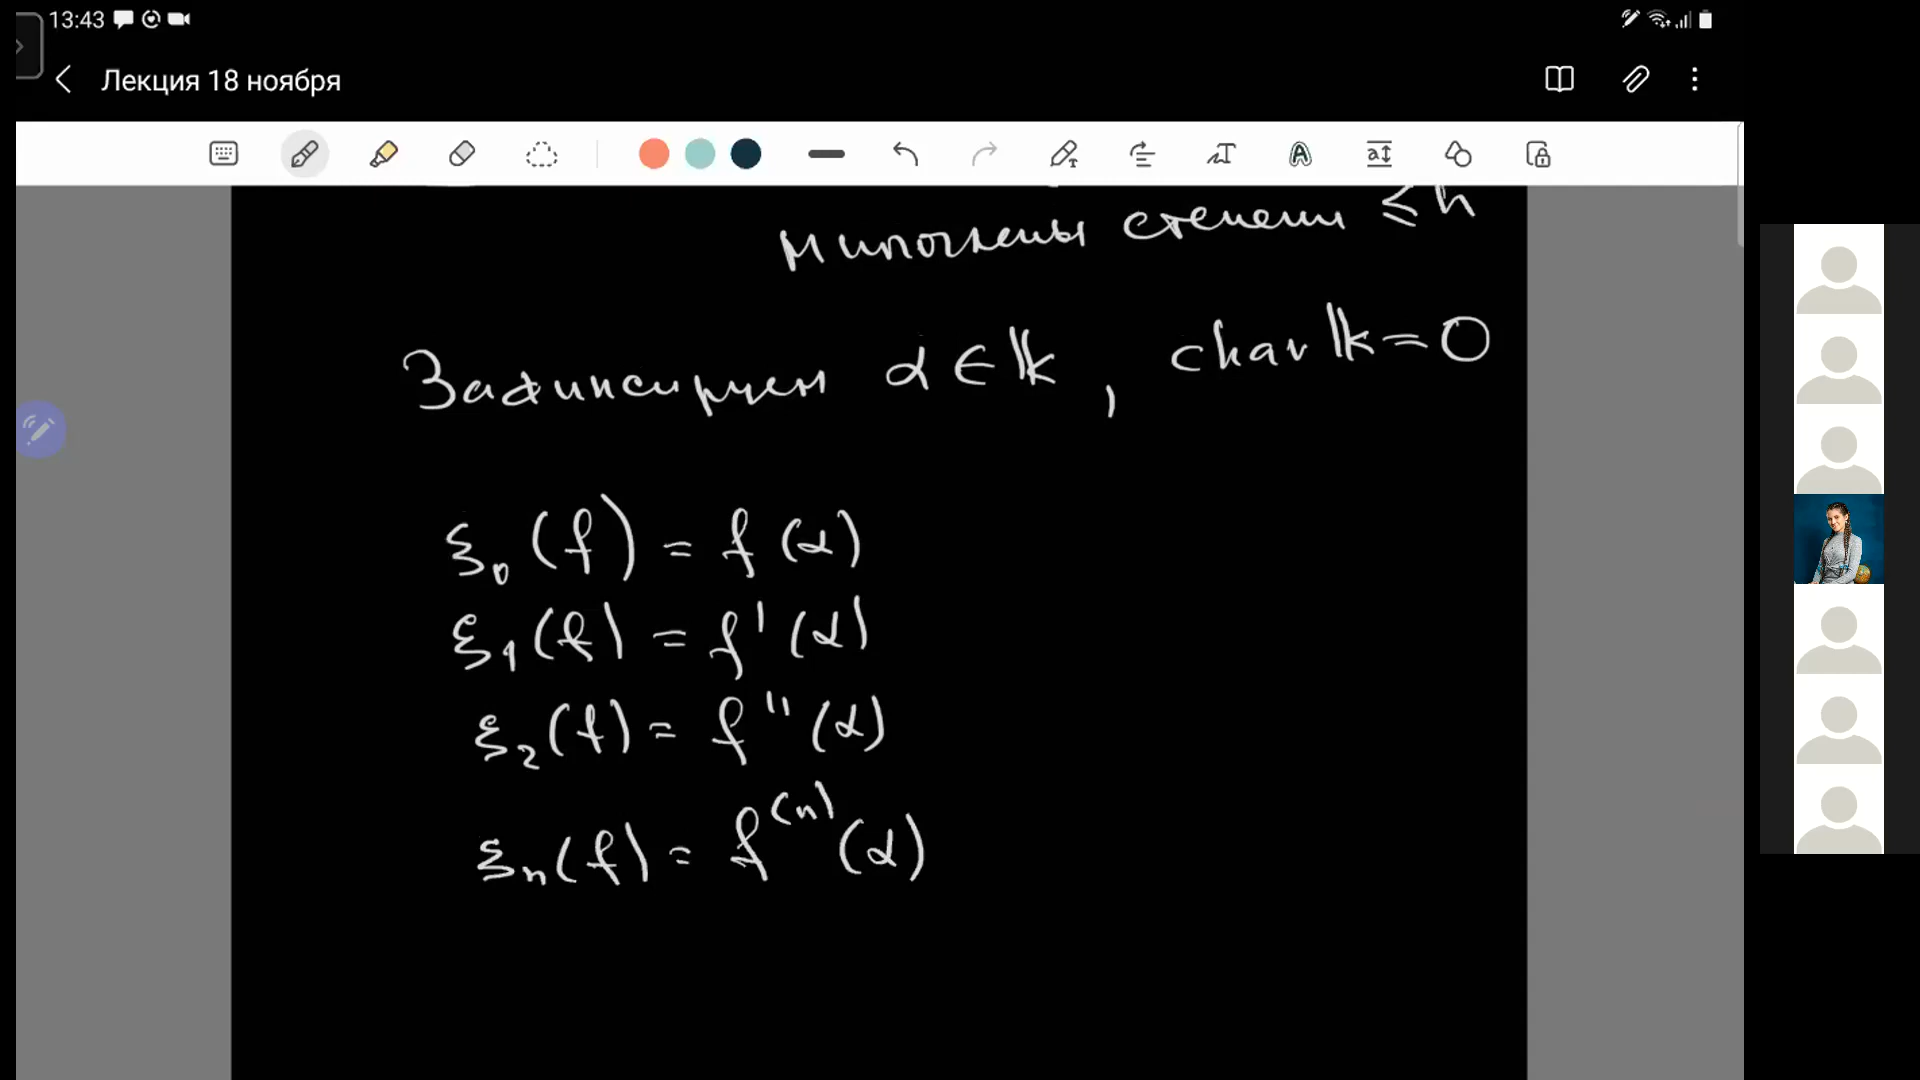 13:43
Лекция 18 ноября
многочлены степени ≤ n
Зафиксируем α ∈ 𝕜, char 𝕜 = 0
ξ₀(f) = f(α)
ξ₁(f) = f'(α)
ξ₂(f) = f''(α)
ξₙ(f) = f⁽ⁿ⁾(α)